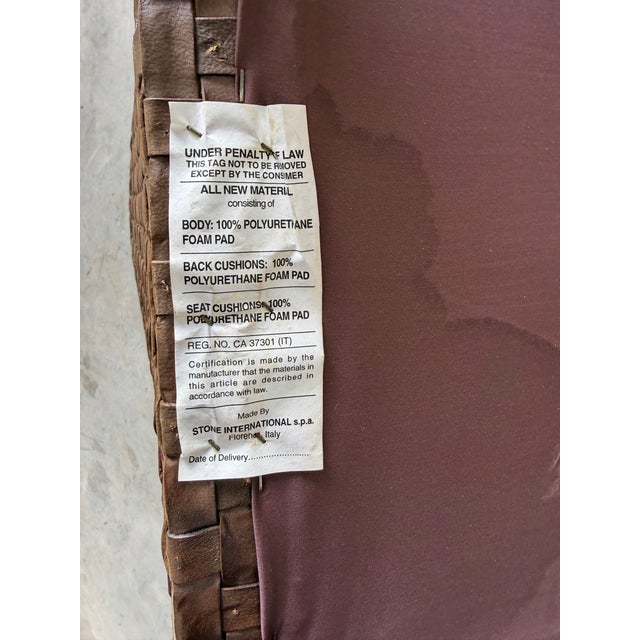 UNDER PENALTY OF LAW
THIS TAG NOT TO BE REMOVED
EXCEPT BY THE CONSUMER
ALL NEW MATERIAL
consisting of
BODY: 100% POLYURETHANE
FOAM PAD
BACK CUSHIONS: 100%
POLYURETHANE FOAM PAD
SEAT CUSHIONS: 100%
POLYURETHANE FOAM PAD
REG. NO. CA 37301 (IT)
Certification is made by the
manufacturer that the materials in
this article are described in
accordance with law.
Made By
STONE INTERNATIONAL s.p.a.
Florence, Italy
Date of Delivery...................